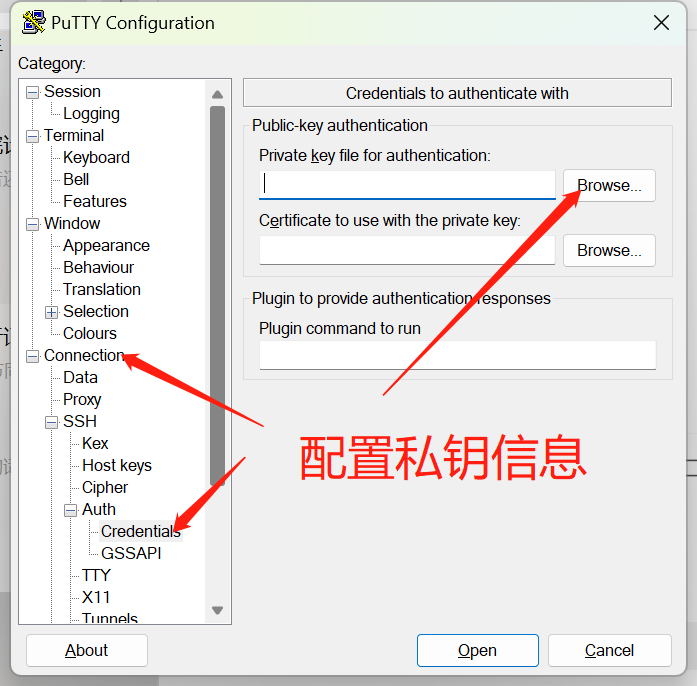 PuTTY Configuration
Category:
Session
Logging
Terminal
Keyboard
Bell
Features
Window
Appearance
Behaviour
Translation
Selection
Colours
Connection
Data
Proxy
SSH
Kex
Host keys
Cipher
Auth
Credentials
GSSAPI
TTY
X11
Tunnels
Credentials to authenticate with
Public-key authentication
Private key file for authentication:
Browse...
Certificate to use with the private key:
Browse...
Plugin to provide authentication responses
Plugin command to run
配置私钥信息
About
Open
Cancel